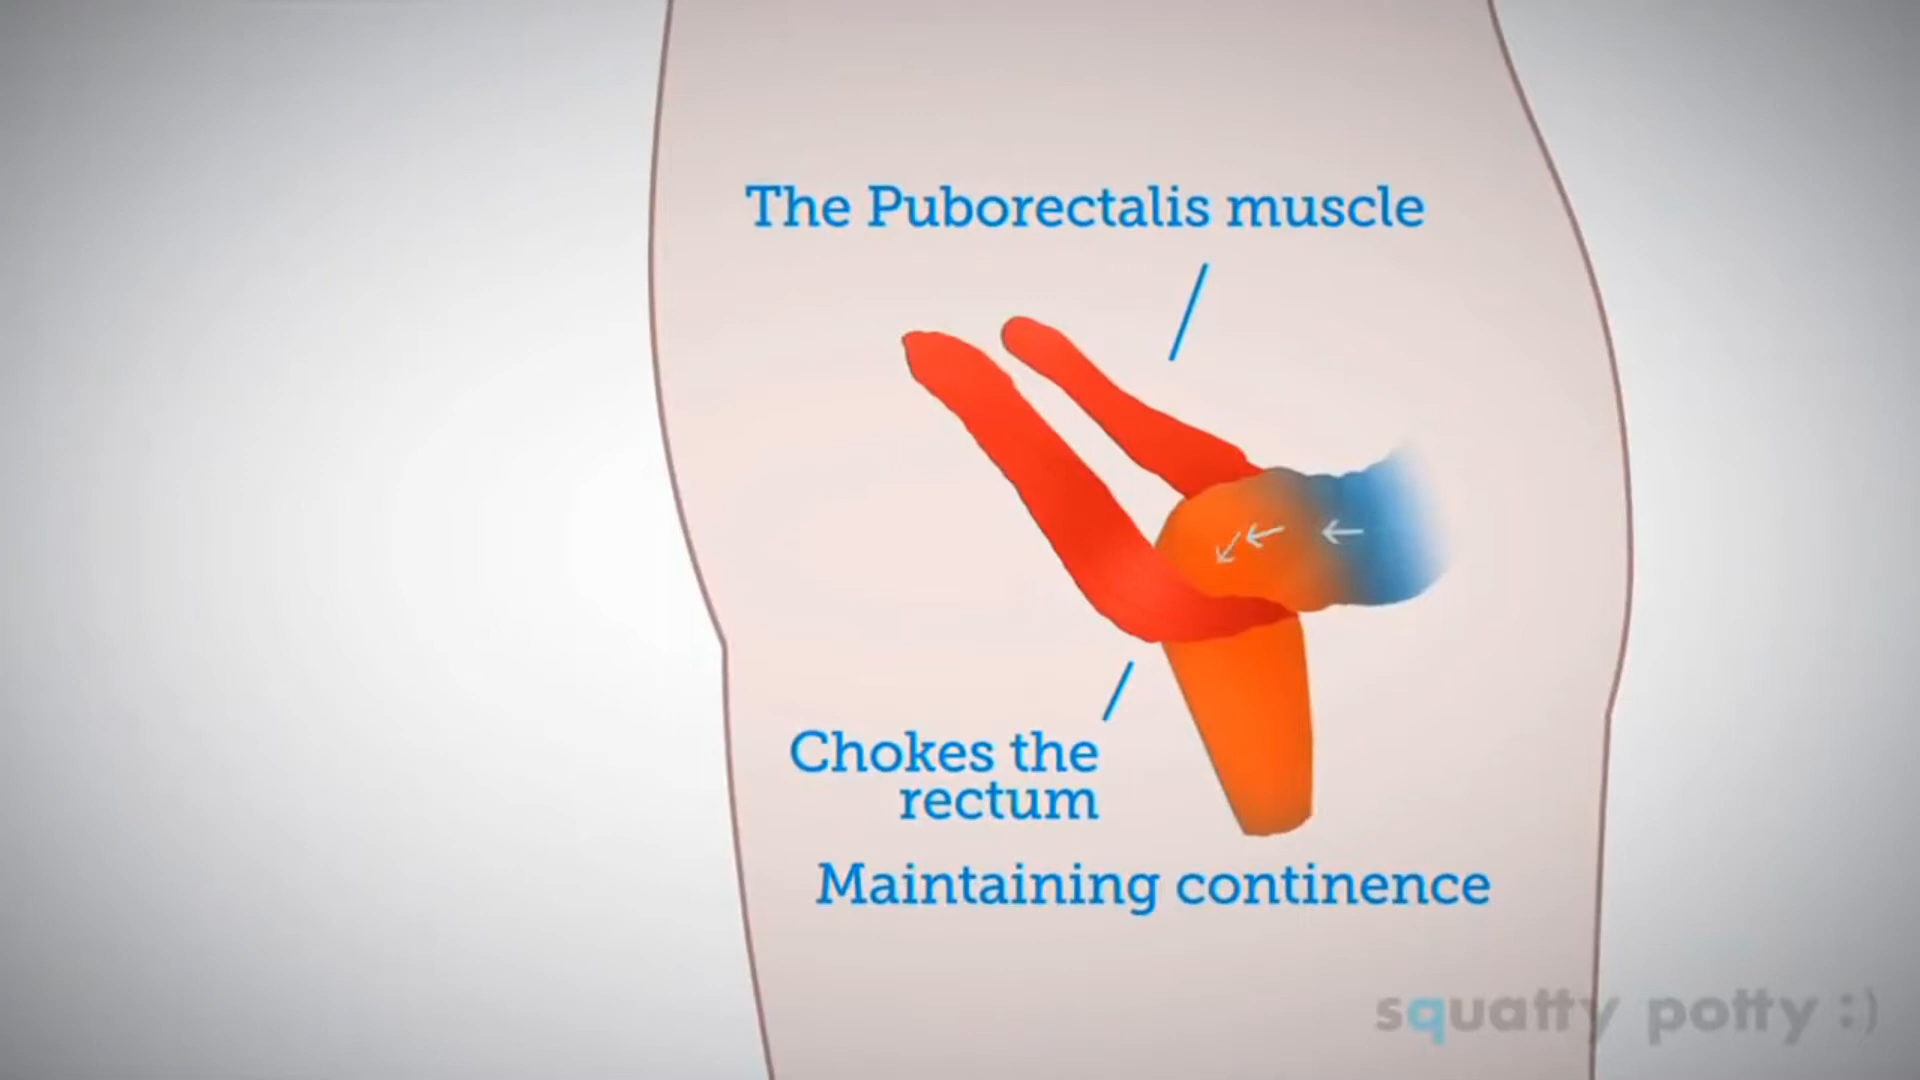 The Puborectalis muscle
Chokes the
rectum
Maintaining continence
squatty potty :)